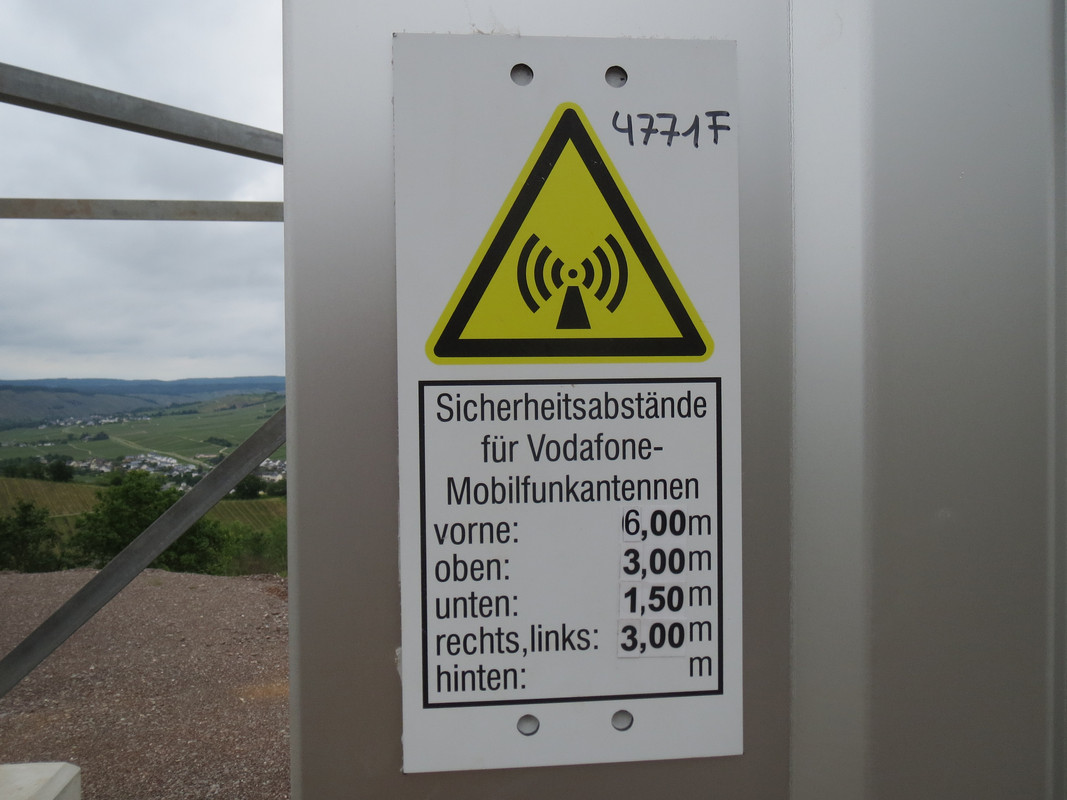 4771F
Sicherheitsabstände
für Vodafone-
Mobilfunkantennen
vorne: 6,00m
oben: 3,00m
unten: 1,50m
rechts,links: 3,00m
hinten: m